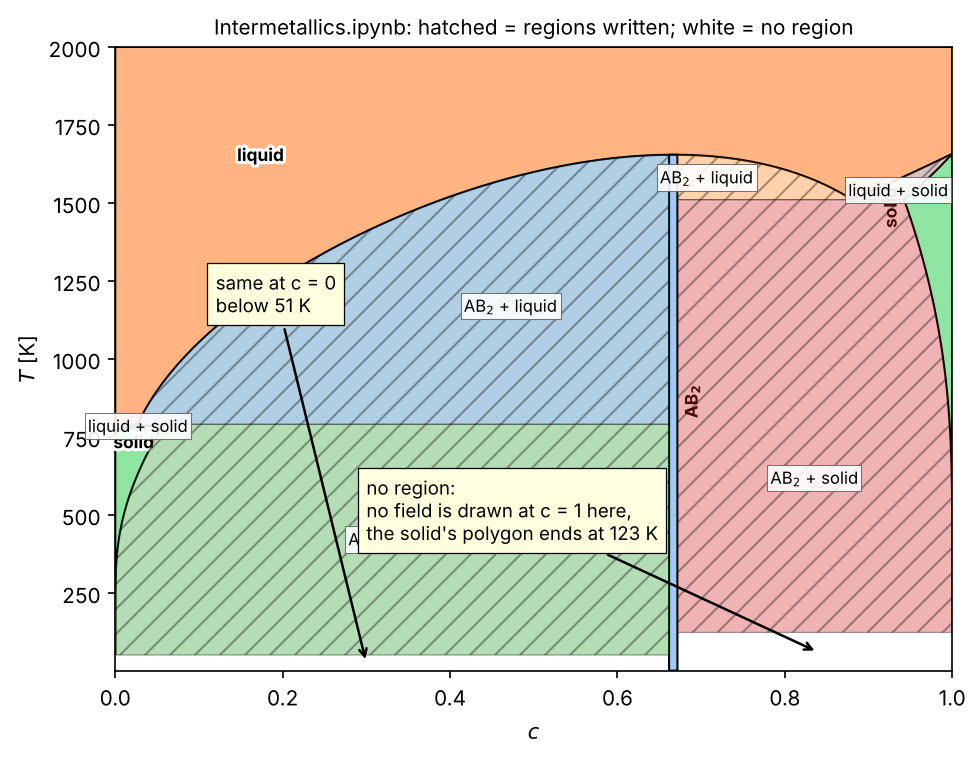 Intermetallics.ipynb: hatched = regions written; white = no region
2000
1750
1500
1250
1000
750
500
250
T [K]
liquid
AB₂ + liquid
liquid + solid
same at c = 0
below 51 K
AB₂ + liquid
AB₂
liquid + solid
solid
no region:
no field is drawn at c = 1 here,
the solid's polygon ends at 123 K
AB₂ + solid
0.0
0.2
0.4
0.6
0.8
1.0
c